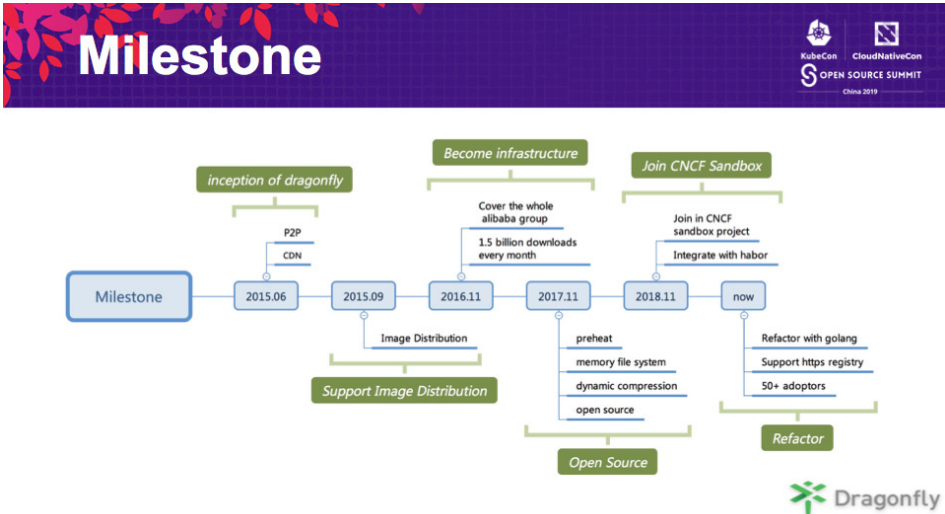 Milestone
KubeCon
CloudNativeCon
OPEN SOURCE SUMMIT
China 2019
inception of dragonfly
P2P
CDN
Become infrastructure
Cover the whole
alibaba group
1.5 billion downloads
every month
Join CNCF Sandbox
Join in CNCF
sandbox project
Integrate with habor
Milestone
2015.06
2015.09
2016.11
2017.11
2018.11
now
Image Distribution
Support Image Distribution
preheat
memory file system
dynamic compression
open source
Open Source
Refactor with golang
Support https registry
50+ adoptors
Refactor
Dragonfly